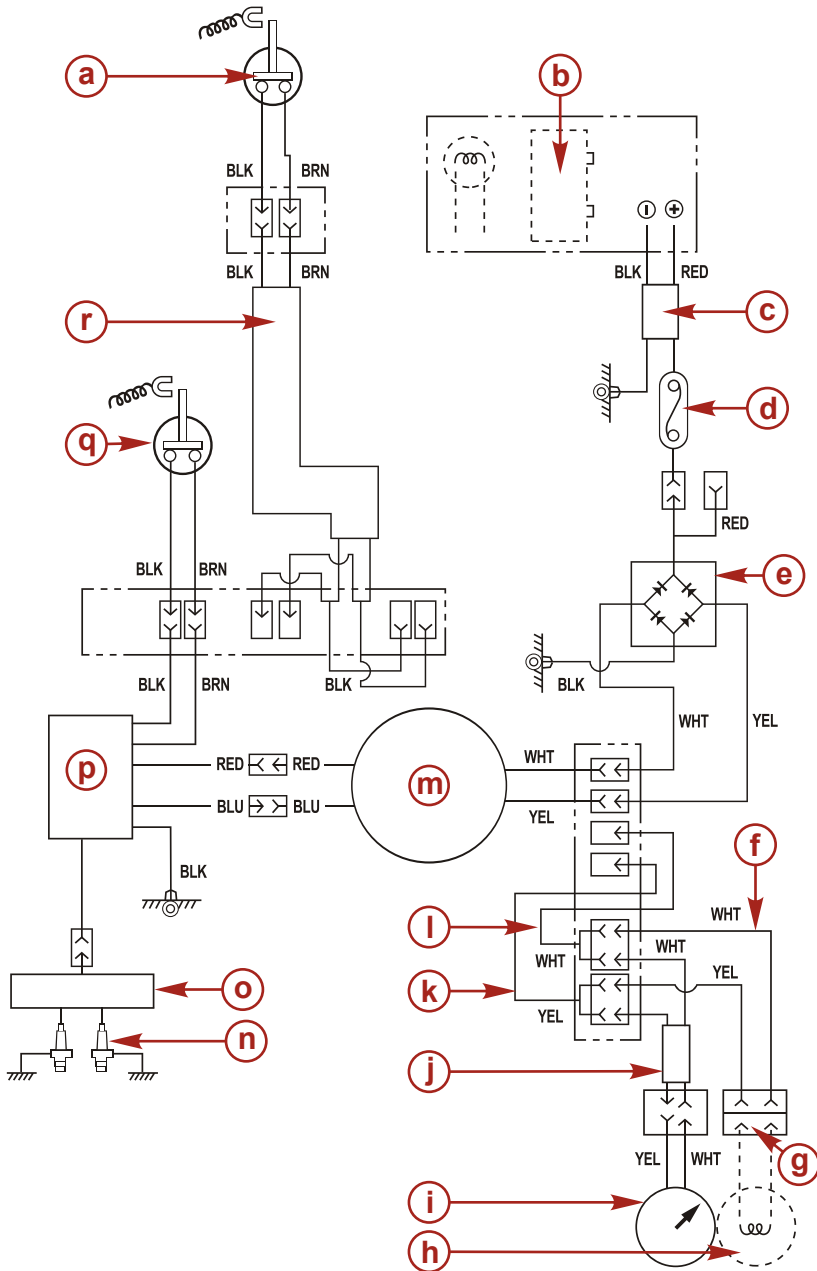 a
b
BLK BRN
BLK BRN
BLK RED
r
c
d
q
RED
BLK BRN
e
BLK
BLK
BLK BRN
WHT YEL
p
RED RED
m
WHT
BLU BLU
YEL
f
BLK
WHT
l
WHT
WHT
YEL
o
k
YEL
n
j
g
YEL WHT
i
h